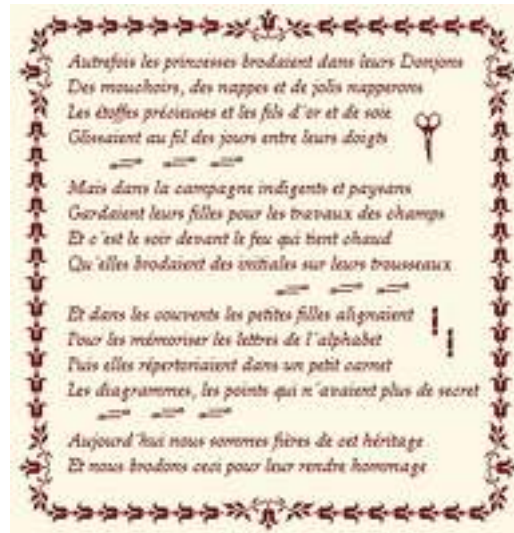 Autrefois les princesses brodaient dans leurs Donjons
Des mouchoirs, des nappes et de jolis napperons
Les étoffes précieuses et les fils d'or et de soie
Glissaient au fil des jours entre leurs doigts
Mais dans la campagne indigents et paysans
Gardaient leurs filles pour les travaux des champs
Et c'est le soir devant le feu qui tient chaud
Qu'elles brodaient des initiales sur leurs trousseaux
Et dans les couvents les petites filles alignaient
Pour les mémoriser les lettres de l'alphabet
Puis elles répertoriaient dans un petit carnet
Les diagrammes, les points qui n'avaient plus de secret
Aujourd'hui nous sommes fières de cet héritage
Et nous brodons ceci pour leur rendre hommage